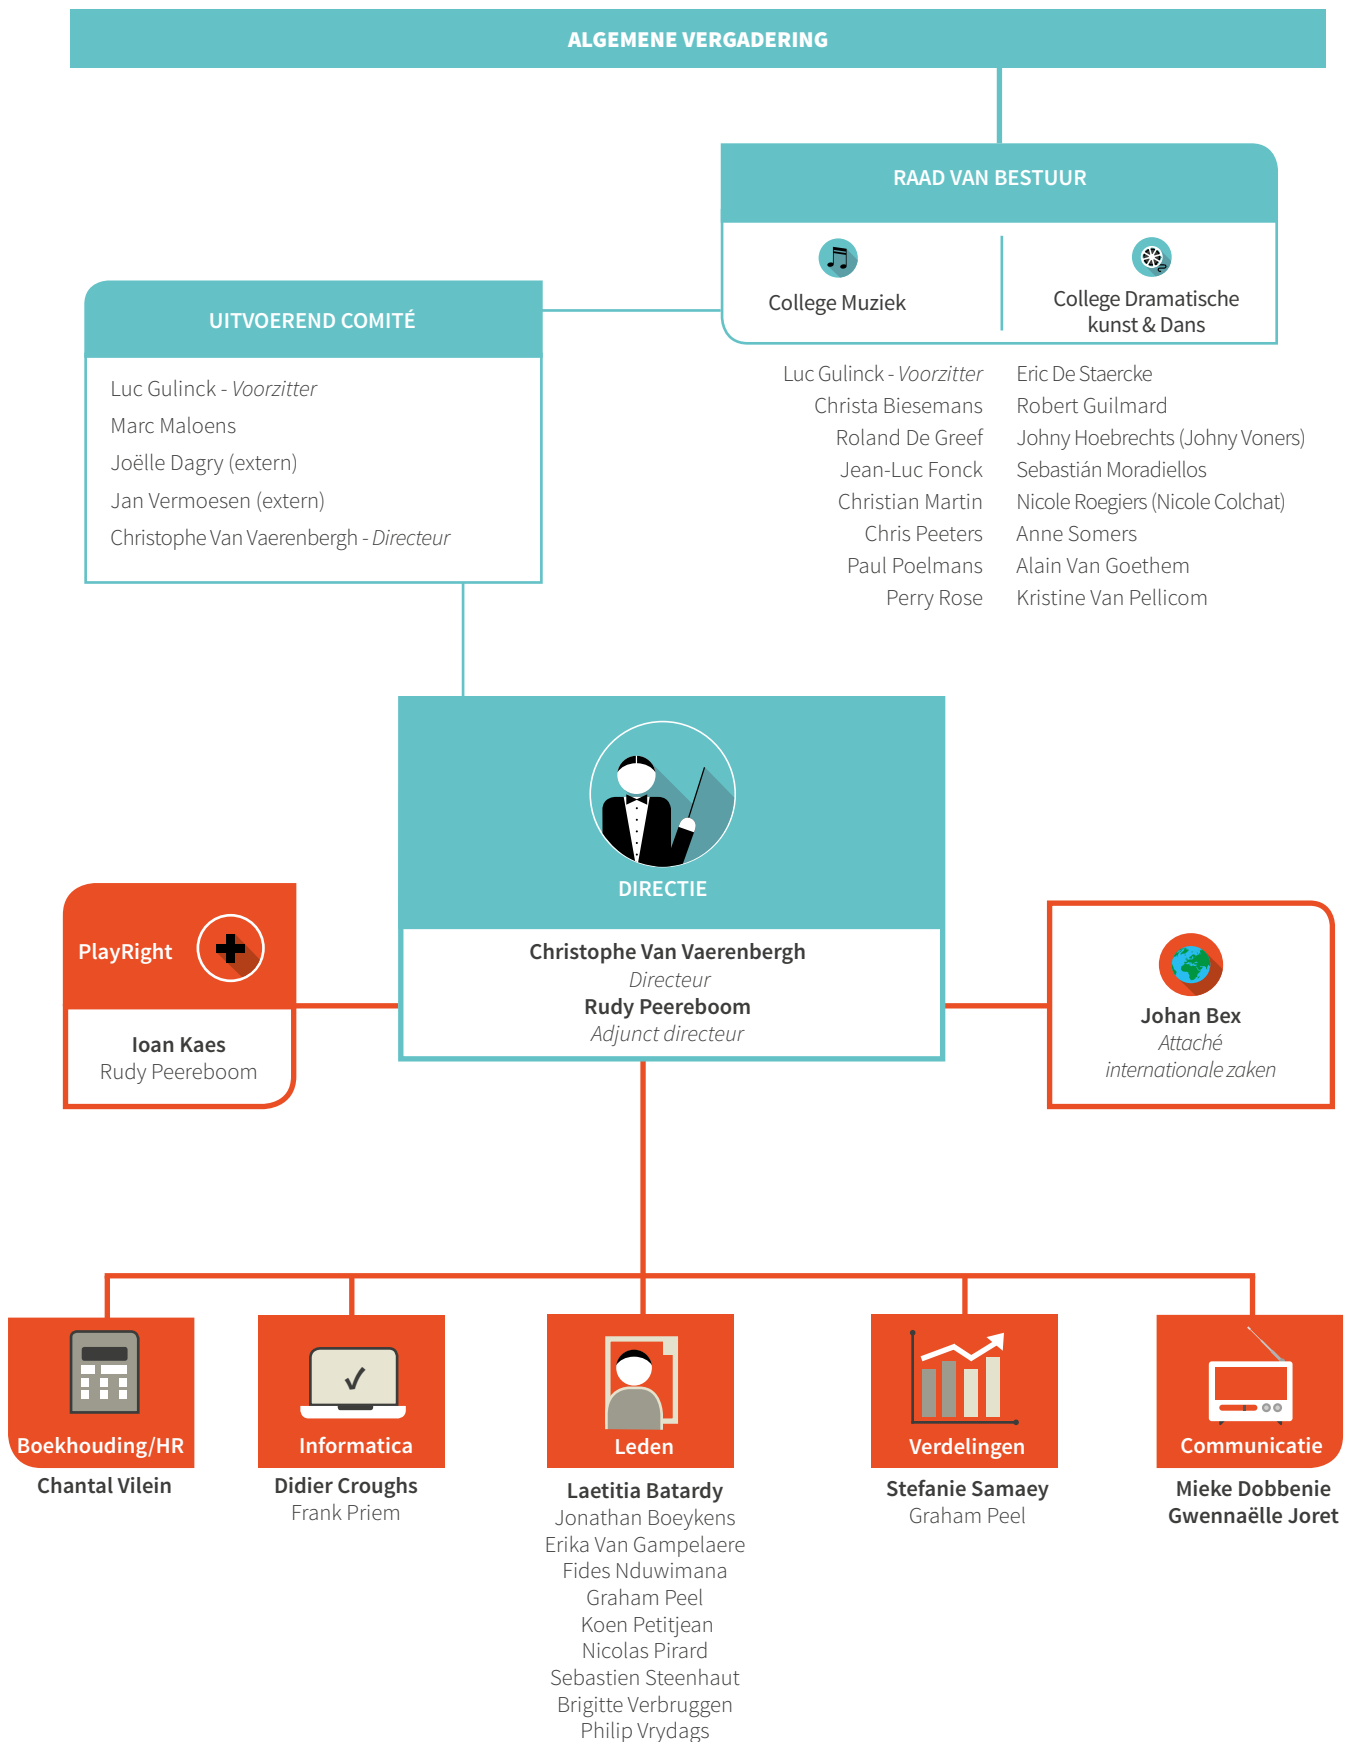 ALGEMENE VERGADERING
RAAD VAN BESTUUR
College Muziek
College Dramatische
kunst & Dans
Luc Gulinck - Voorzitter
Christa Biesemans
Roland De Greef
Jean-Luc Fonck
Christian Martin
Chris Peeters
Paul Poelmans
Perry Rose
Eric De Staercke
Robert Guilmard
Johny Hoebrechts (Johny Voners)
Sebastián Moradiellos
Nicole Roegiers (Nicole Colchat)
Anne Somers
Alain Van Goethem
Kristine Van Pellicom
UITVOEREND COMITÉ
Luc Gulinck - Voorzitter
Marc Maloens
Joëlle Dagry (extern)
Jan Vermoesen (extern)
Christophe Van Vaerenbergh - Directeur
DIRECTIE
Christophe Van Vaerenbergh
Directeur
Rudy Peereboom
Adjunct directeur
PlayRight
Ioan Kaes
Rudy Peereboom
Johan Bex
Attaché
internationale zaken
Boekhouding/HR
Chantal Vilein
Informatica
Didier Croughs
Frank Priem
Leden
Laetitia Batardy
Jonathan Boeykens
Erika Van Gampelaere
Fides Nduwimana
Graham Peel
Koen Petitjean
Nicolas Pirard
Sebastien Steenhaut
Brigitte Verbruggen
Philip Vrydags
Verdelingen
Stefanie Samaey
Graham Peel
Communicatie
Mieke Dobbenie
Gwennaëlle Joret